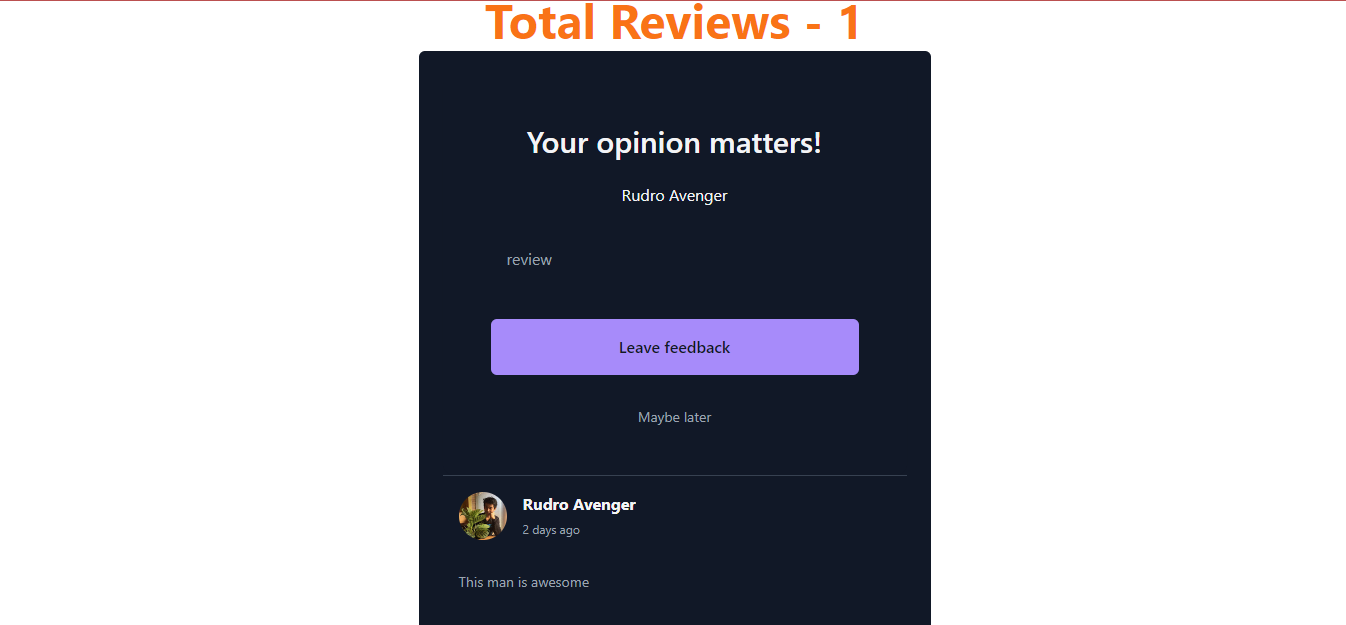 Total Reviews - 1
Your opinion matters!
Rudro Avenger
review
Leave feedback
Maybe later
Rudro Avenger
2 days ago
This man is awesome